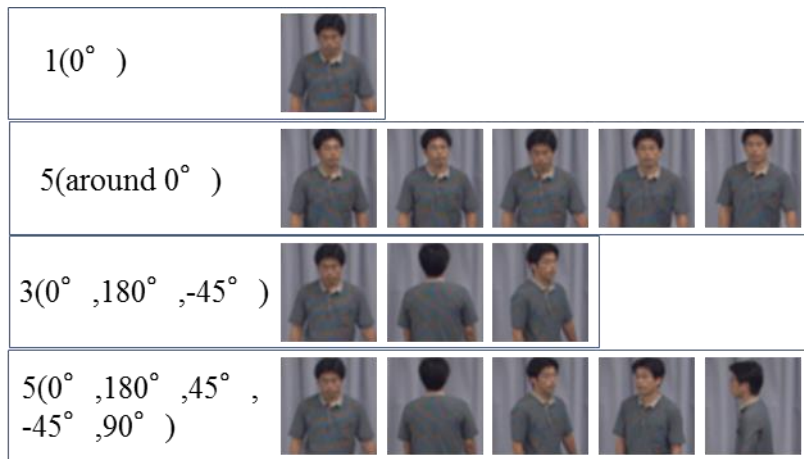 1(0° )
5(around 0° )
3(0° ,180° ,-45° )
5(0° ,180° ,45° ,
-45° ,90° )